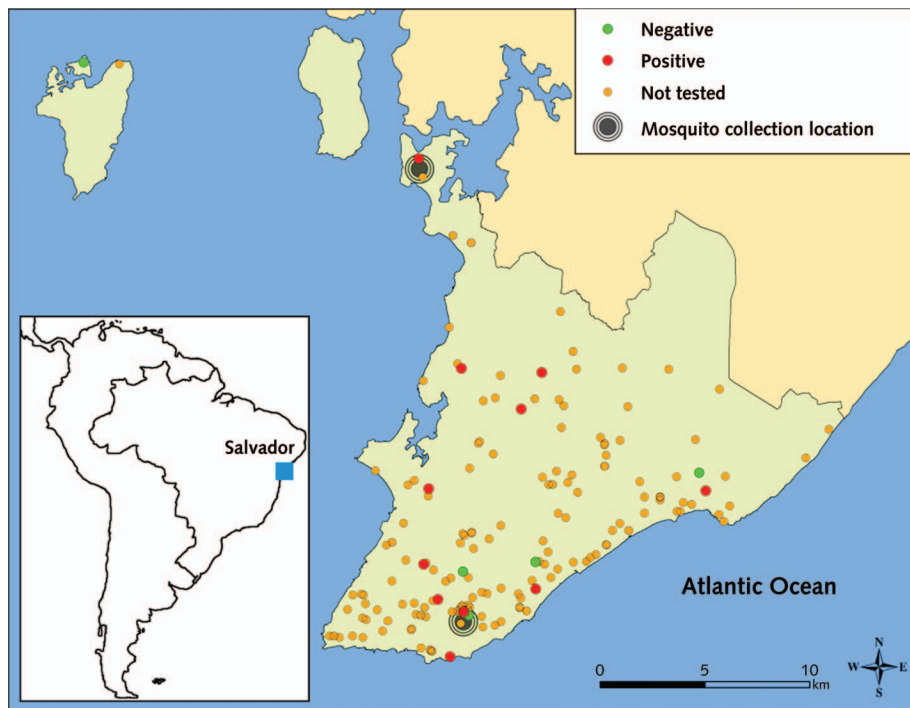 Negative
Positive
Not tested
Mosquito collection location
Salvador
Atlantic Ocean
N
W E
S
0 5 10
km